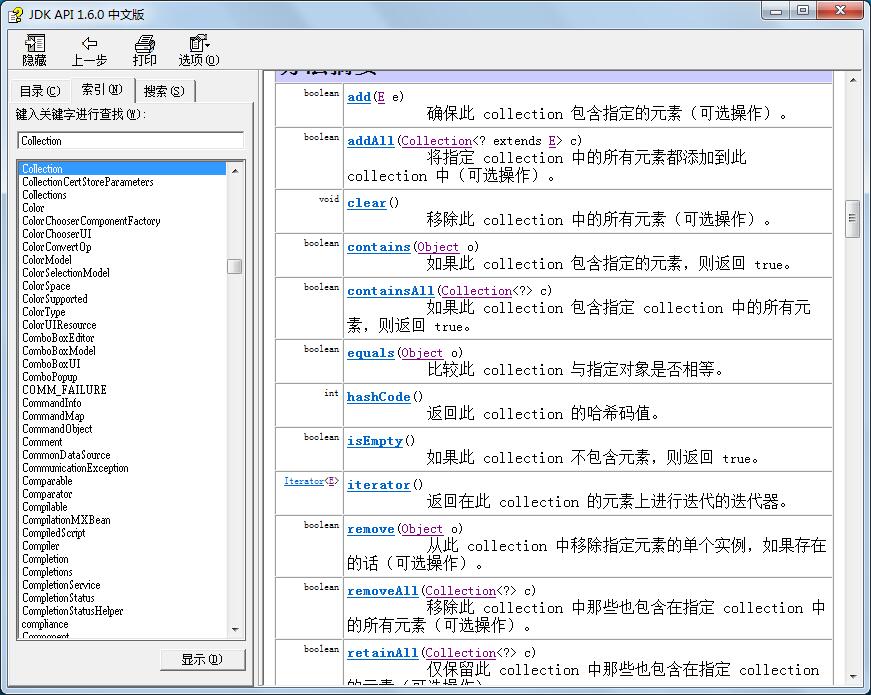 JDK API 1.6.0 中文版
隐藏 上一步 打印 选项(O)
目录(C) 索引(N) 搜索(S)
键入关键字进行查找(W):
Collection
Collection
CollectionCertStoreParameters
Collections
Color
ColorChooserComponentFactory
ColorChooserUI
ColorConvertOp
ColorModel
ColorSelectionModel
ColorSpace
ColorSupported
ColorType
ColorUIResource
ComboBoxEditor
ComboBoxModel
ComboBoxUI
ComboPopup
COMM_FAILURE
CommandInfo
CommandMap
CommandObject
Comment
CommonDataSource
CommunicationException
Comparable
Comparator
Compilable
CompilationMXBean
CompiledScript
Compiler
Completion
Completions
CompletionService
CompletionStatus
CompletionStatusHelper
compliance
Component
显示(D)
方法摘要
boolean add(E e)
确保此 collection 包含指定的元素（可选操作）。
boolean addAll(Collection<? extends E> c)
将指定 collection 中的所有元素都添加到此
collection 中（可选操作）。
void clear()
移除此 collection 中的所有元素（可选操作）。
boolean contains(Object o)
如果此 collection 包含指定的元素，则返回 true。
boolean containsAll(Collection<?> c)
如果此 collection 包含指定 collection 中的所有元
素，则返回 true。
boolean equals(Object o)
比较此 collection 与指定对象是否相等。
int hashCode()
返回此 collection 的哈希码值。
boolean isEmpty()
如果此 collection 不包含元素，则返回 true。
Iterator<E> iterator()
返回在此 collection 的元素上进行迭代的迭代器。
boolean remove(Object o)
从此 collection 中移除指定元素的单个实例，如果存在
的话（可选操作）。
boolean removeAll(Collection<?> c)
移除此 collection 中那些也包含在指定 collection 中
的所有元素（可选操作）。
boolean retainAll(Collection<?> c)
仅保留此 collection 中那些也包含在指定 collection
的元素（可选操作）。